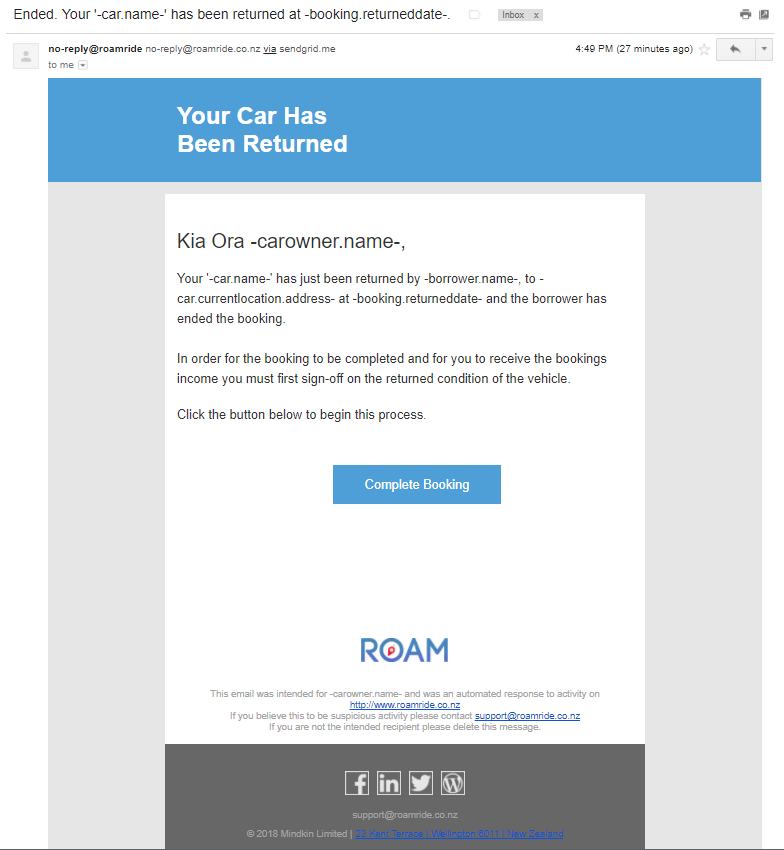 Ended. Your '-car.name-' has been returned at -booking.returneddate-.
Inbox x
no-reply@roamride no-reply@roamride.co.nz via sendgrid.me
4:49 PM (27 minutes ago)
to me
Your Car Has
Been Returned
Kia Ora -carowner.name-,
Your '-car.name-' has just been returned by -borrower.name-, to -
car.currentlocation.address- at -booking.returneddate- and the borrower has
ended the booking.
In order for the booking to be completed and for you to receive the bookings
income you must first sign-off on the returned condition of the vehicle.
Click the button below to begin this process.
Complete Booking
ROAM
This email was intended for -carowner.name- and was an automated response to activity on
http://www.roamride.co.nz
If you believe this to be suspicious activity please contact support@roamride.co.nz
If you are not the intended recipient please delete this message.
support@roamride.co.nz
© 2018 Mindkin Limited | 23 Kent Terrace | Wellington 6011 | New Zealand